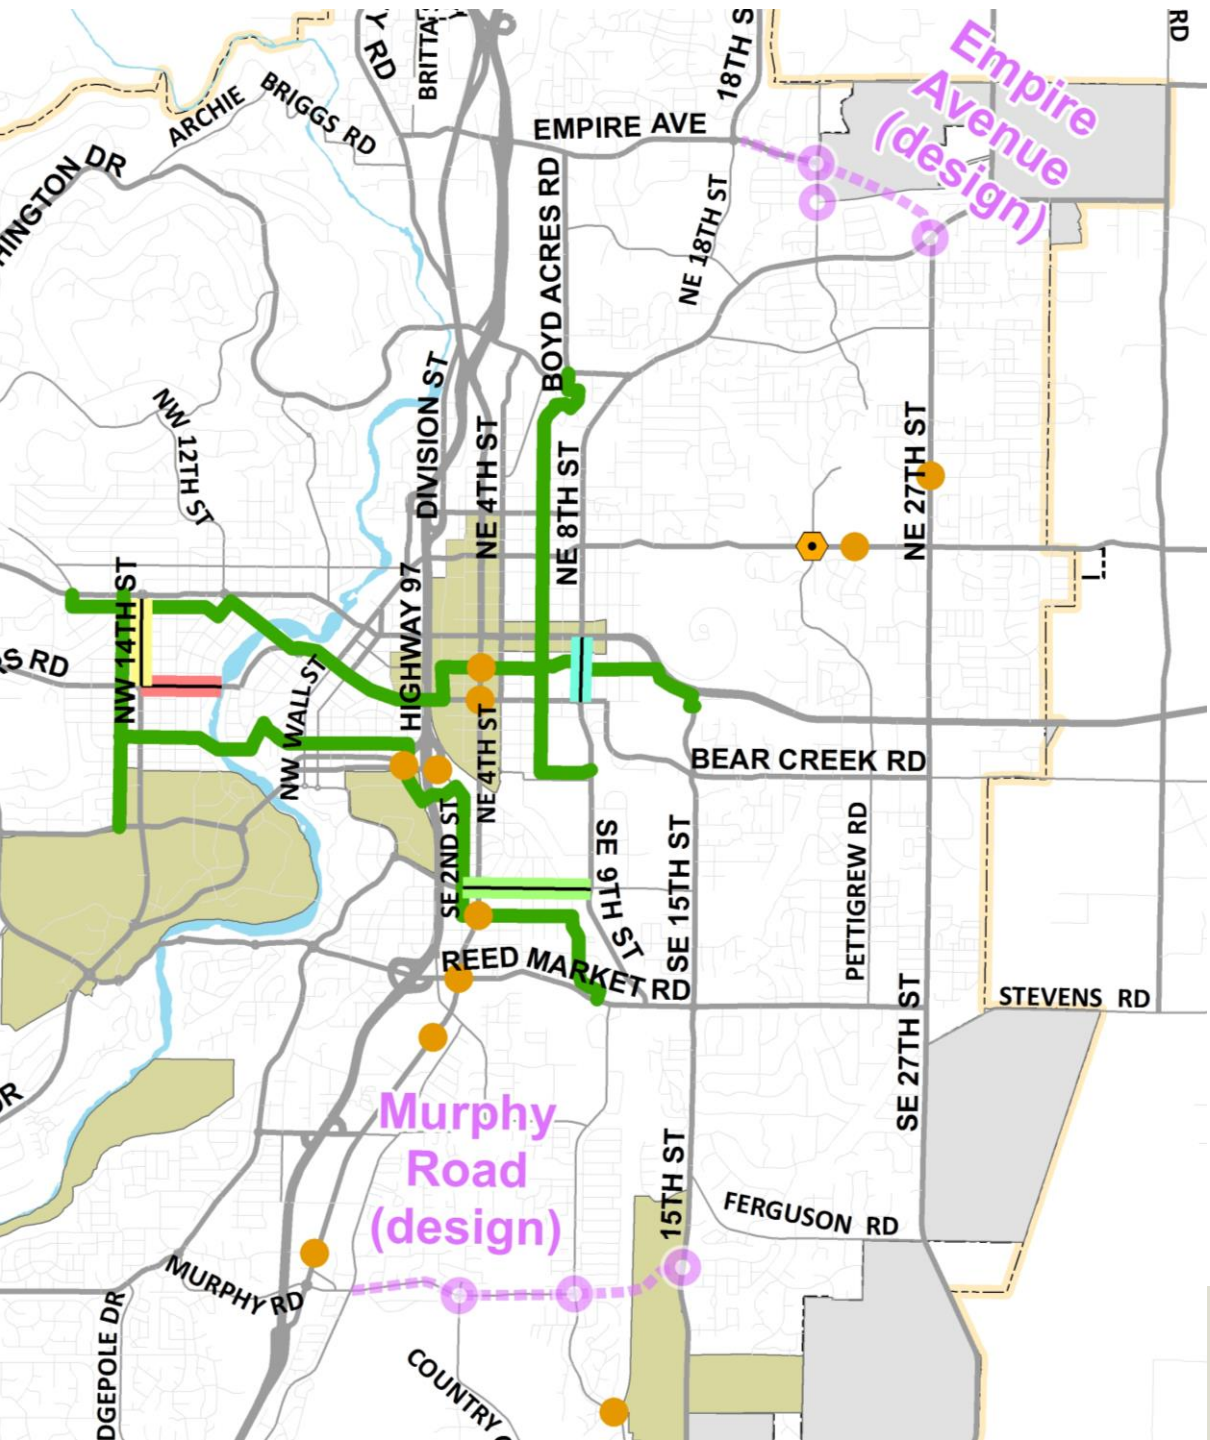 Y RD
BRITTA
Y
18TH S
RD
Empire
Avenue
(design)
ARCHIE
BRIGGS RD
EMPIRE AVE
HINGTON DR
BOYD ACRES RD
NE 18TH ST
DIVISION ST
NW 12TH ST
NE 4TH ST
NE 8TH ST
NE 27TH ST
NW 14TH ST
HIGHWAY 97
RS RD
NW WALL ST
NE 4TH ST
BEAR CREEK RD
SE 2ND ST
SE 9TH ST
SE 15TH ST
PETTIGREW RD
REED MARKET RD
SE 27TH ST
STEVENS RD
DR
Murphy
Road
(design)
15TH ST
FERGUSON RD
MURPHY RD
DGEPOLE DR
COUNTRY C